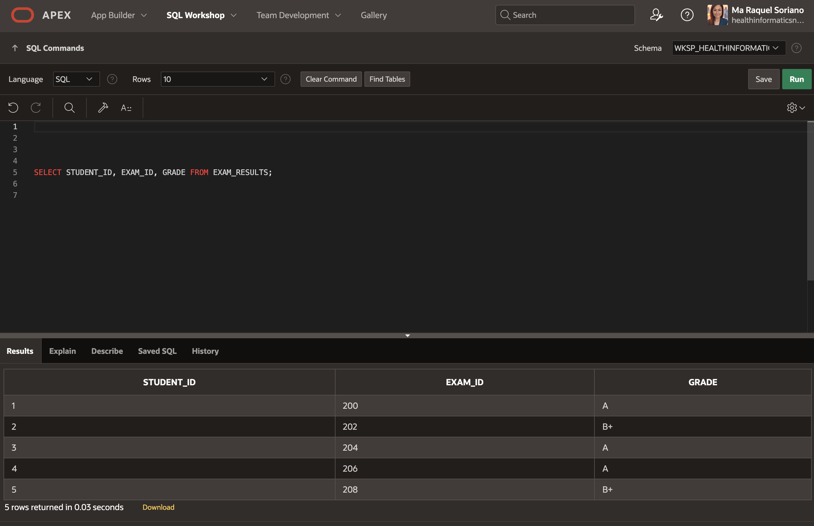 APEX App Builder SQL Workshop Team Development Gallery Search Ma Raquel Soriano
healthinformaticsn...
SQL Commands Schema WKSP_HEALTHINFORMATI
Language SQL Rows 10 Clear Command Find Tables Save Run
A
1
2
3
4
5 SELECT STUDENT_ID, EXAM_ID, GRADE FROM EXAM_RESULTS;
6
7
Results Explain Describe Saved SQL History
STUDENT_ID EXAM_ID GRADE
1 200 A
2 202 B+
3 204 A
4 206 A
5 208 B+
5 rows returned in 0.03 seconds Download